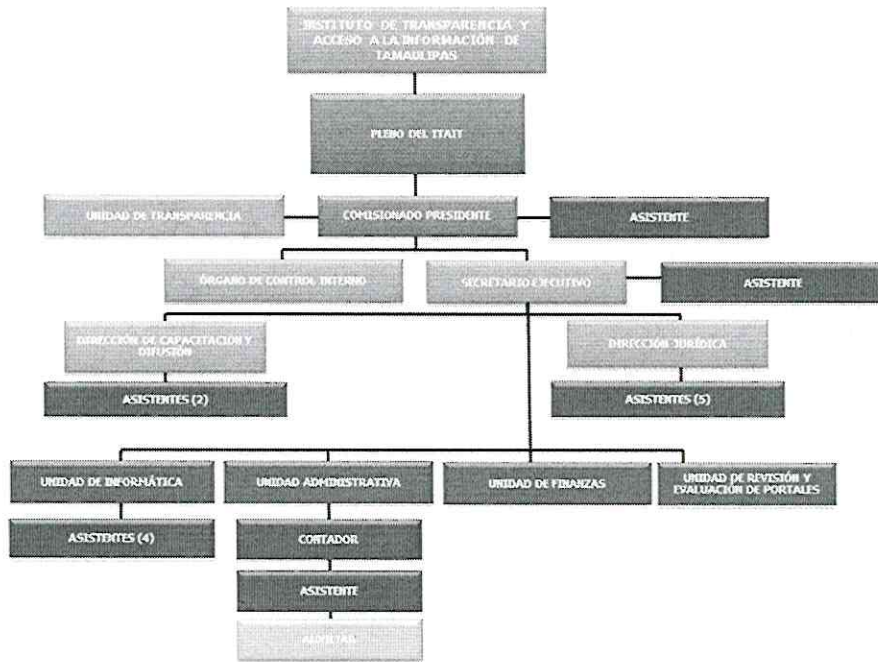 INSTITUTO DE TRANSPARENCIA Y
ACCESO A LA INFORMACIÓN DE
TAMAULIPAS
PLENO DEL ITAIT
UNIDAD DE TRANSPARENCIA
COMISIONADO PRESIDENTE
ASISTENTE
ÓRGANO DE CONTROL INTERNO
SECRETARIO EJECUTIVO
ASISTENTE
DIRECCIÓN DE CAPACITACIÓN Y
DIFUSIÓN
DIRECCIÓN JURÍDICA
ASISTENTES (2)
ASISTENTES (5)
UNIDAD DE INFORMÁTICA
UNIDAD ADMINISTRATIVA
UNIDAD DE FINANZAS
UNIDAD DE REVISIÓN Y
EVALUACIÓN DE PORTALES
ASISTENTES (4)
CONTADOR
ASISTENTE
AUXILIAR